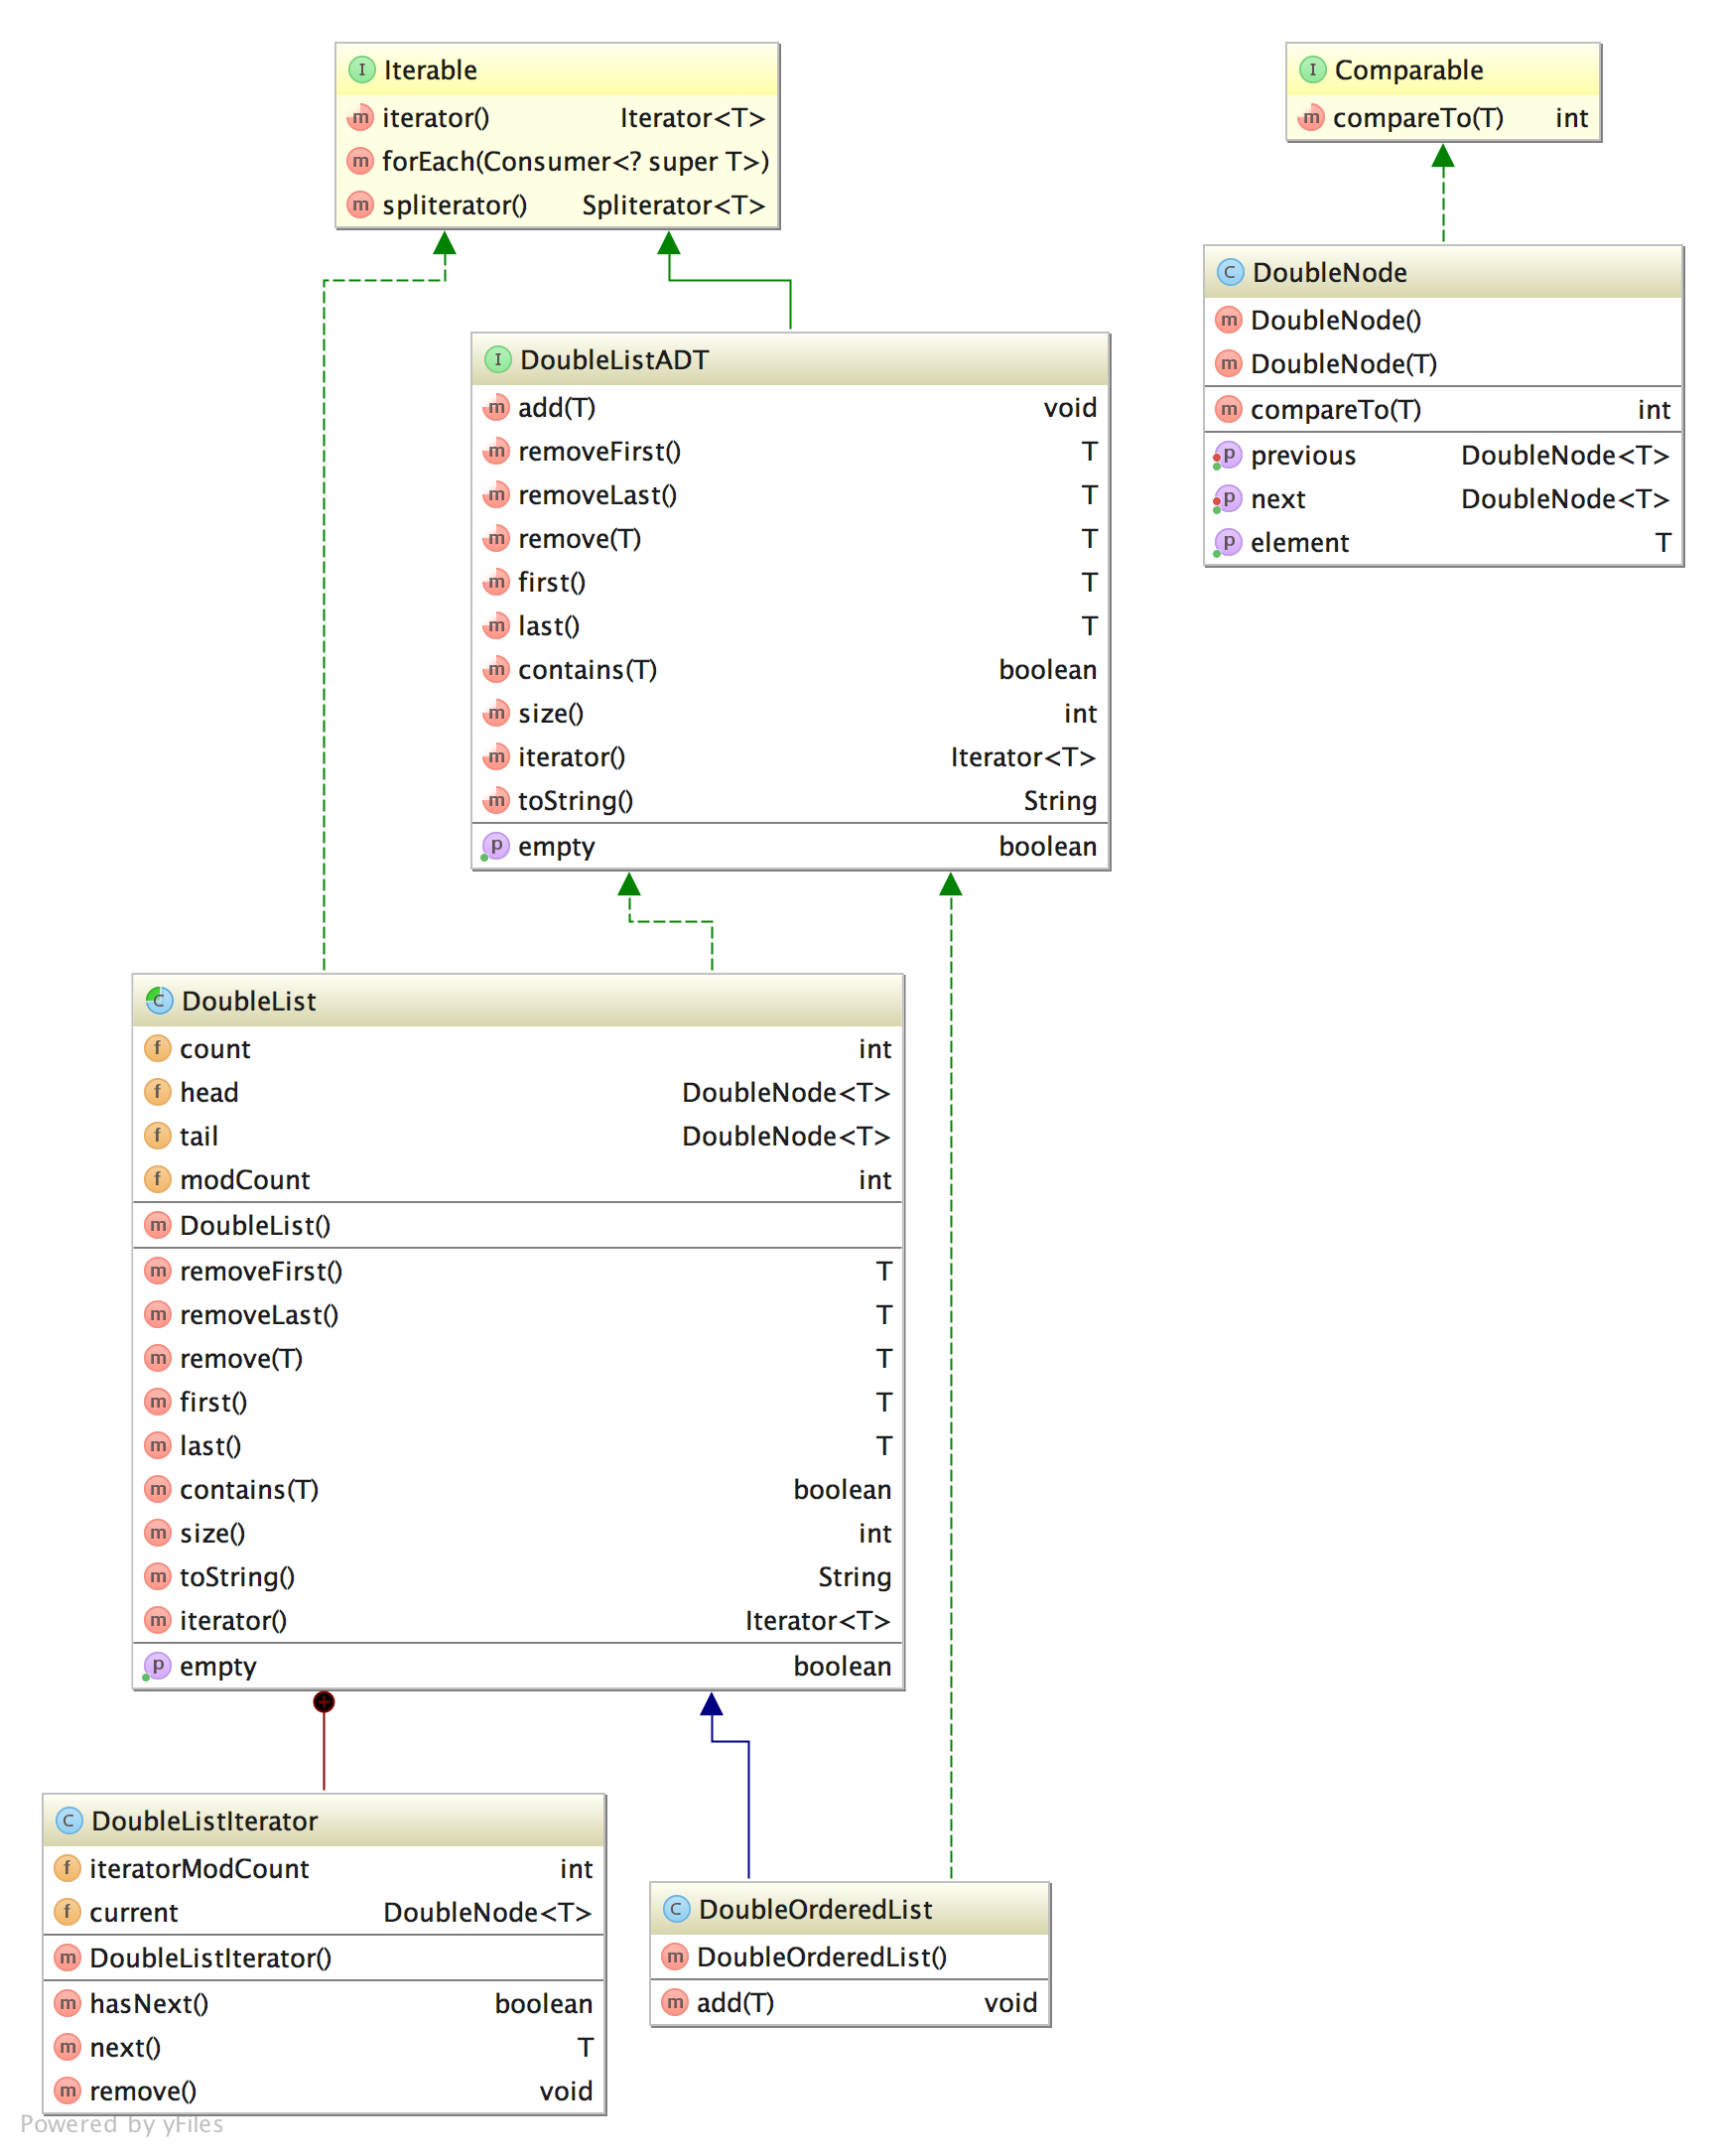 Iterable
iterator() Iterator<T>
forEach(Consumer<? super T>)
spliterator() Spliterator<T>
Comparable
compareTo(T) int
DoubleNode
DoubleNode()
DoubleNode(T)
compareTo(T) int
previous DoubleNode<T>
next DoubleNode<T>
element T
DoubleListADT
add(T) void
removeFirst() T
removeLast() T
remove(T) T
first() T
last() T
contains(T) boolean
size() int
iterator() Iterator<T>
toString() String
empty boolean
DoubleList
count int
head DoubleNode<T>
tail DoubleNode<T>
modCount int
DoubleList()
removeFirst() T
removeLast() T
remove(T) T
first() T
last() T
contains(T) boolean
size() int
toString() String
iterator() Iterator<T>
empty boolean
DoubleListIterator
iteratorModCount int
current DoubleNode<T>
DoubleListIterator()
hasNext() boolean
next() T
remove() void
DoubleOrderedList
DoubleOrderedList()
add(T) void
Powered by yFiles